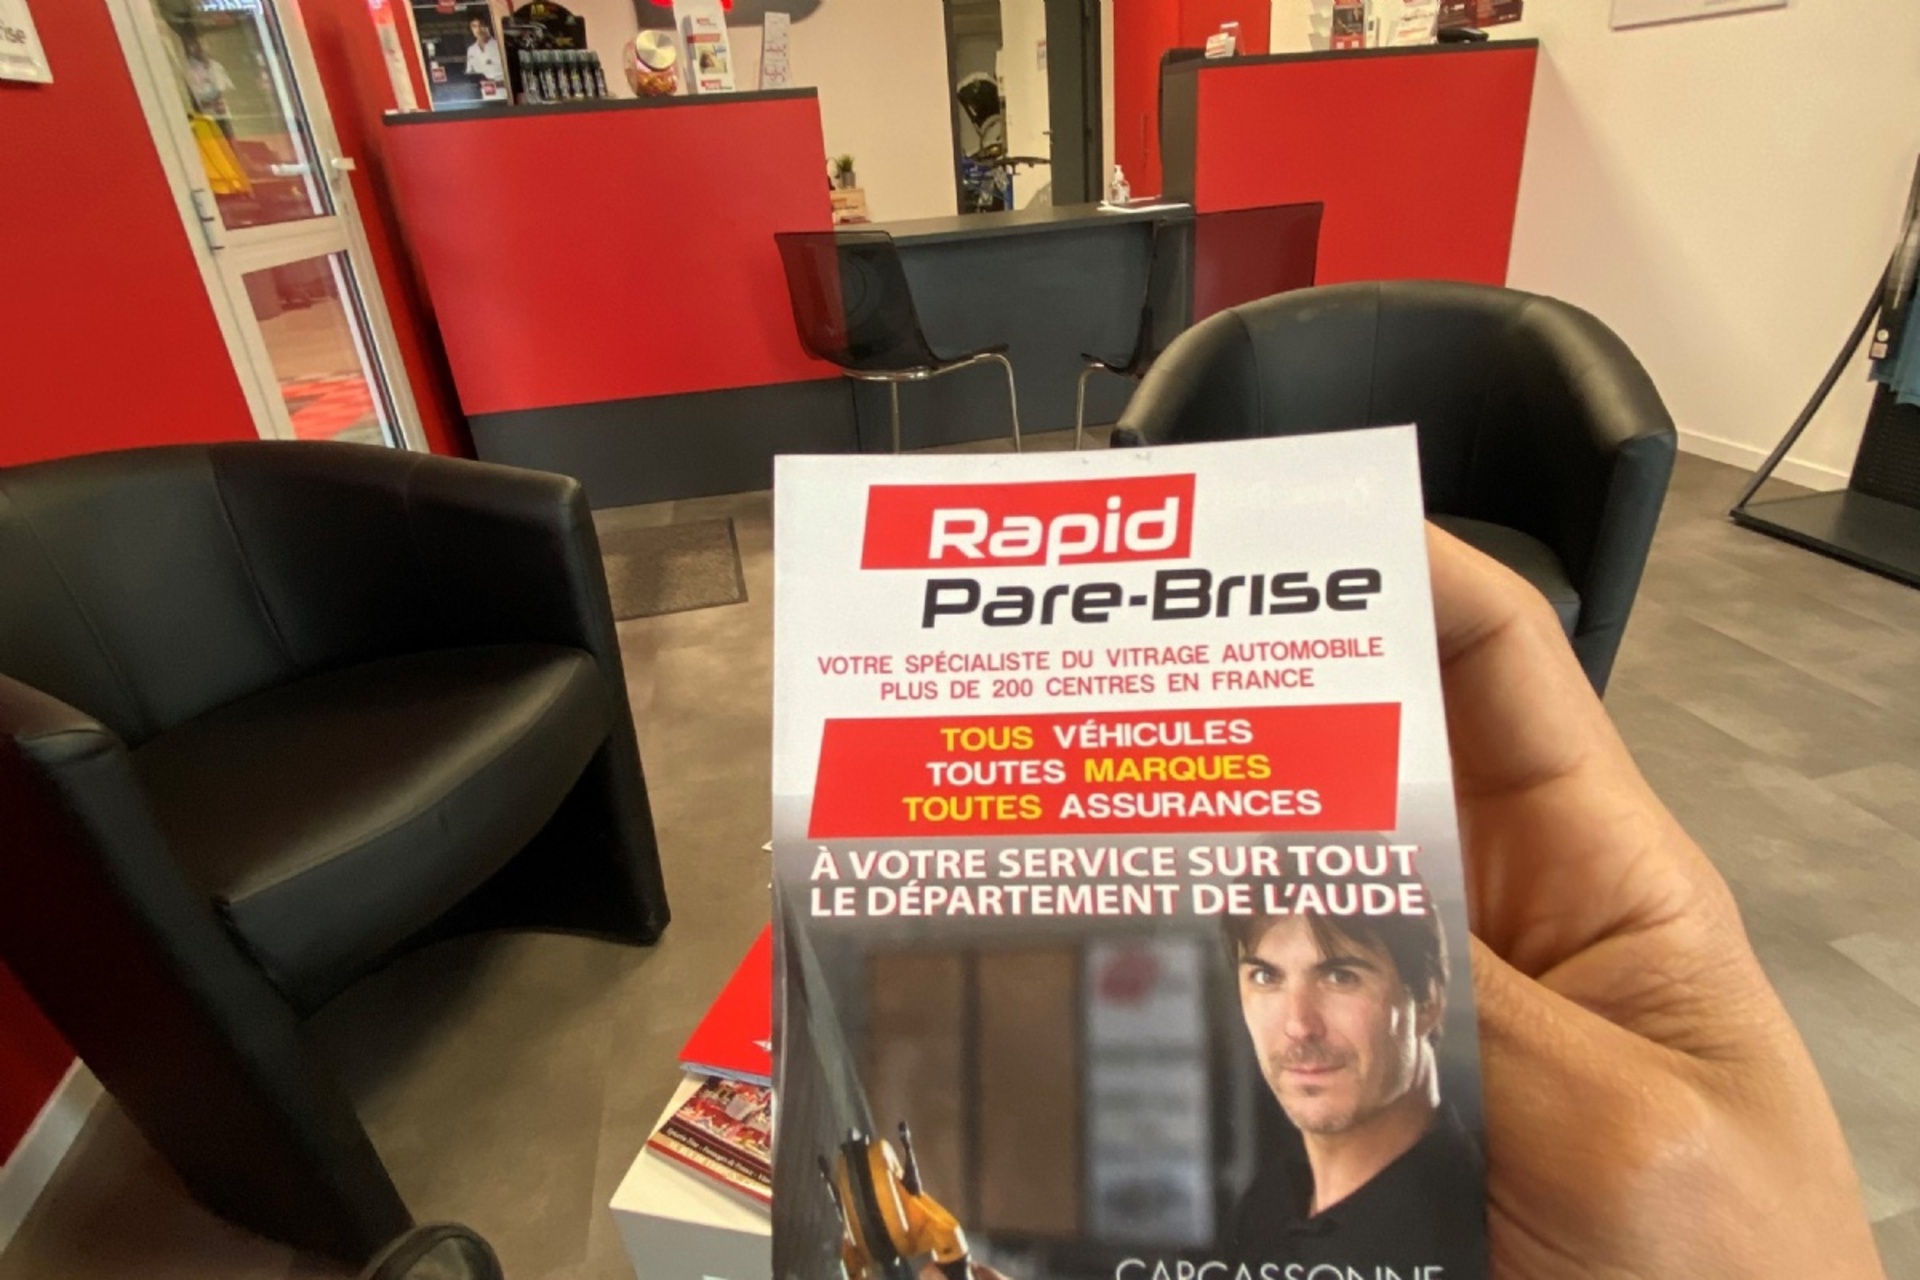 Rapid
Pare-Brise
VOTRE SPÉCIALISTE DU VITRAGE AUTOMOBILE
PLUS DE 200 CENTRES EN FRANCE
TOUS VÉHICULES
TOUTES MARQUES
TOUTES ASSURANCES
À VOTRE SERVICE SUR TOUT
LE DÉPARTEMENT DE L'AUDE
CARCASSONNE